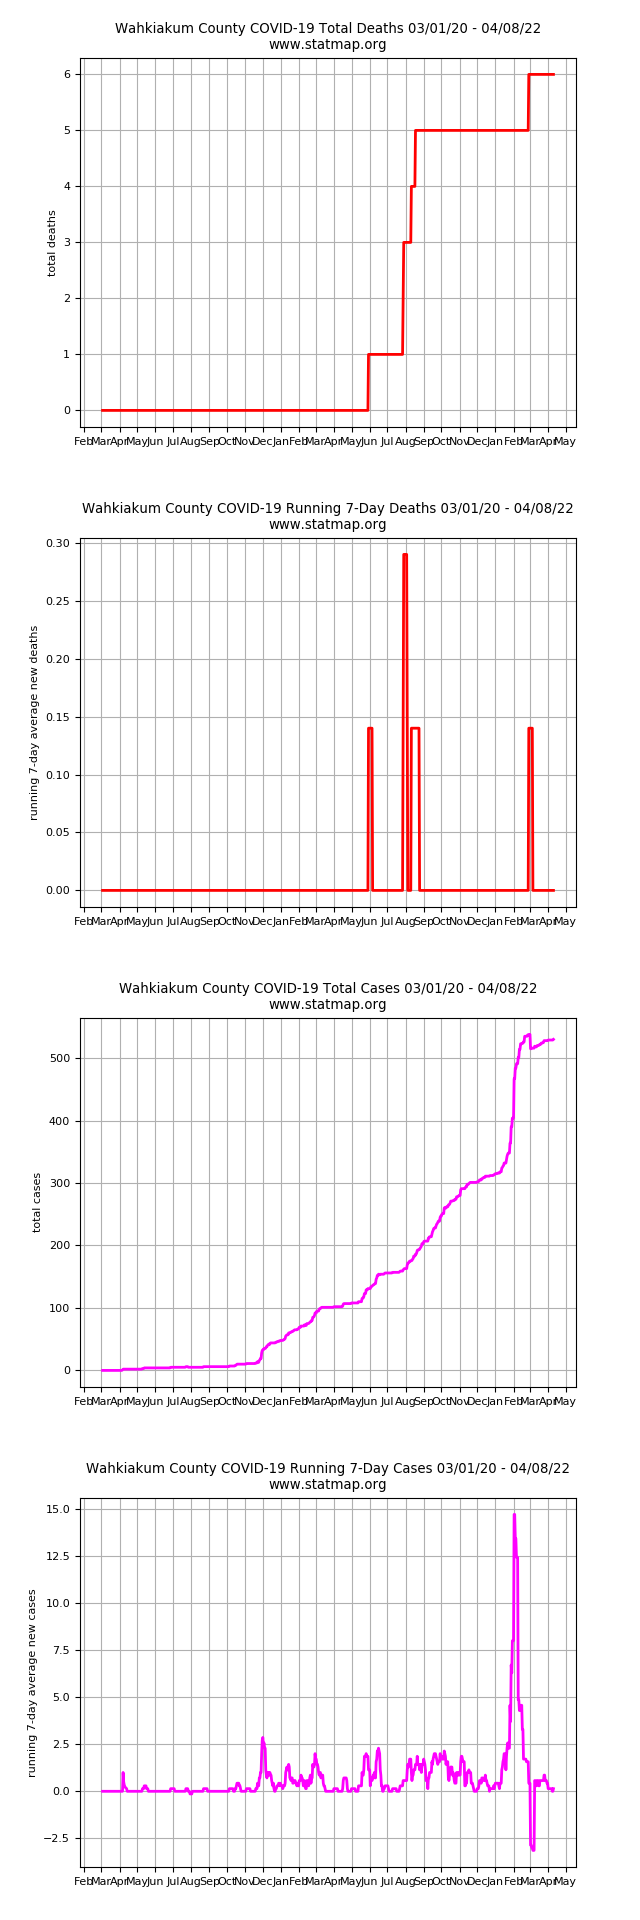 Wahkiakum County COVID-19 Total Deaths 03/01/20 - 04/08/22
www.statmap.org
6
5
4
3
2
1
0
total deaths
Feb Mar Apr May Jun Jul Aug Sep Oct Nov Dec Jan Feb Mar Apr May Jun Jul Aug Sep Oct Nov Dec Jan Feb Mar Apr May
Wahkiakum County COVID-19 Running 7-Day Deaths 03/01/20 - 04/08/22
www.statmap.org
0.30
0.25
0.20
0.15
0.10
0.05
0.00
running 7-day average new deaths
Feb Mar Apr May Jun Jul Aug Sep Oct Nov Dec Jan Feb Mar Apr May Jun Jul Aug Sep Oct Nov Dec Jan Feb Mar Apr May
Wahkiakum County COVID-19 Total Cases 03/01/20 - 04/08/22
www.statmap.org
500
400
300
200
100
0
total cases
Feb Mar Apr May Jun Jul Aug Sep Oct Nov Dec Jan Feb Mar Apr May Jun Jul Aug Sep Oct Nov Dec Jan Feb Mar Apr May
Wahkiakum County COVID-19 Running 7-Day Cases 03/01/20 - 04/08/22
www.statmap.org
15.0
12.5
10.0
7.5
5.0
2.5
0.0
−2.5
running 7-day average new cases
Feb Mar Apr May Jun Jul Aug Sep Oct Nov Dec Jan Feb Mar Apr May Jun Jul Aug Sep Oct Nov Dec Jan Feb Mar Apr May